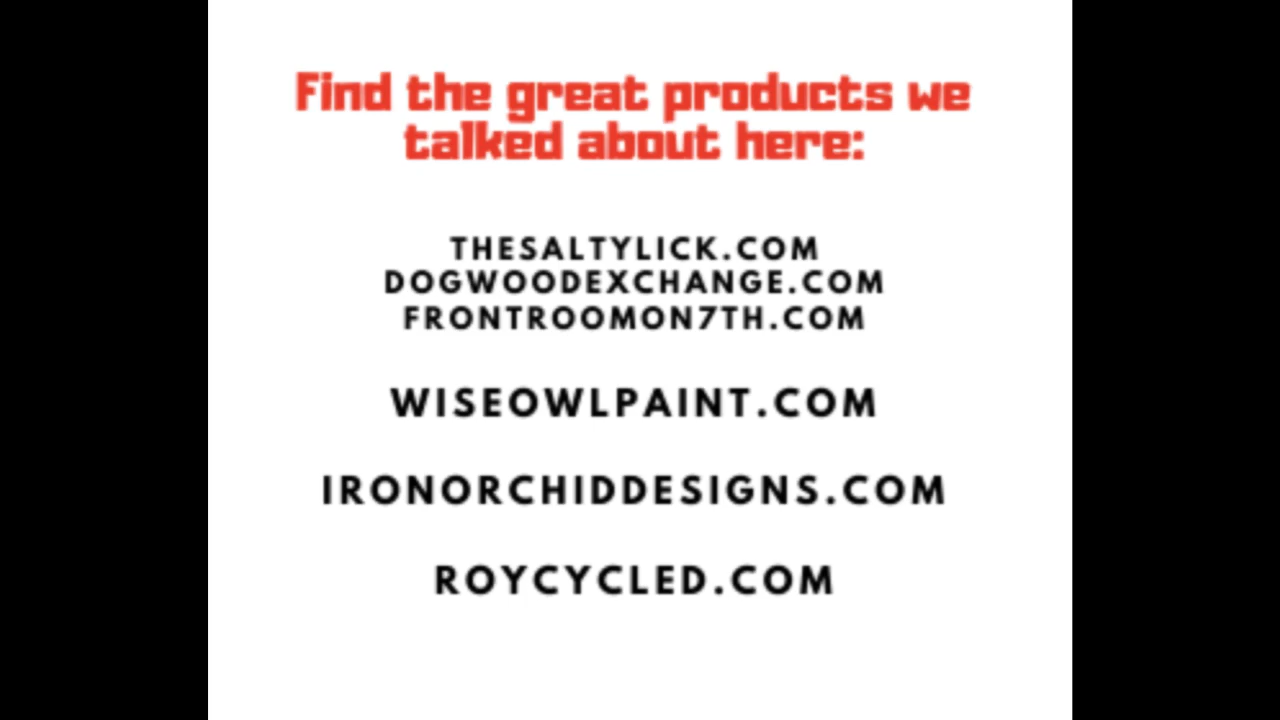 Find the great products we
talked about here:
THESALTYLICK.COM
DOGWOODEXCHANGE.COM
FRONTROOMON7TH.COM
WISEOWLPAINT.COM
IRONORCHIDDESIGNS.COM
ROYCYCLED.COM